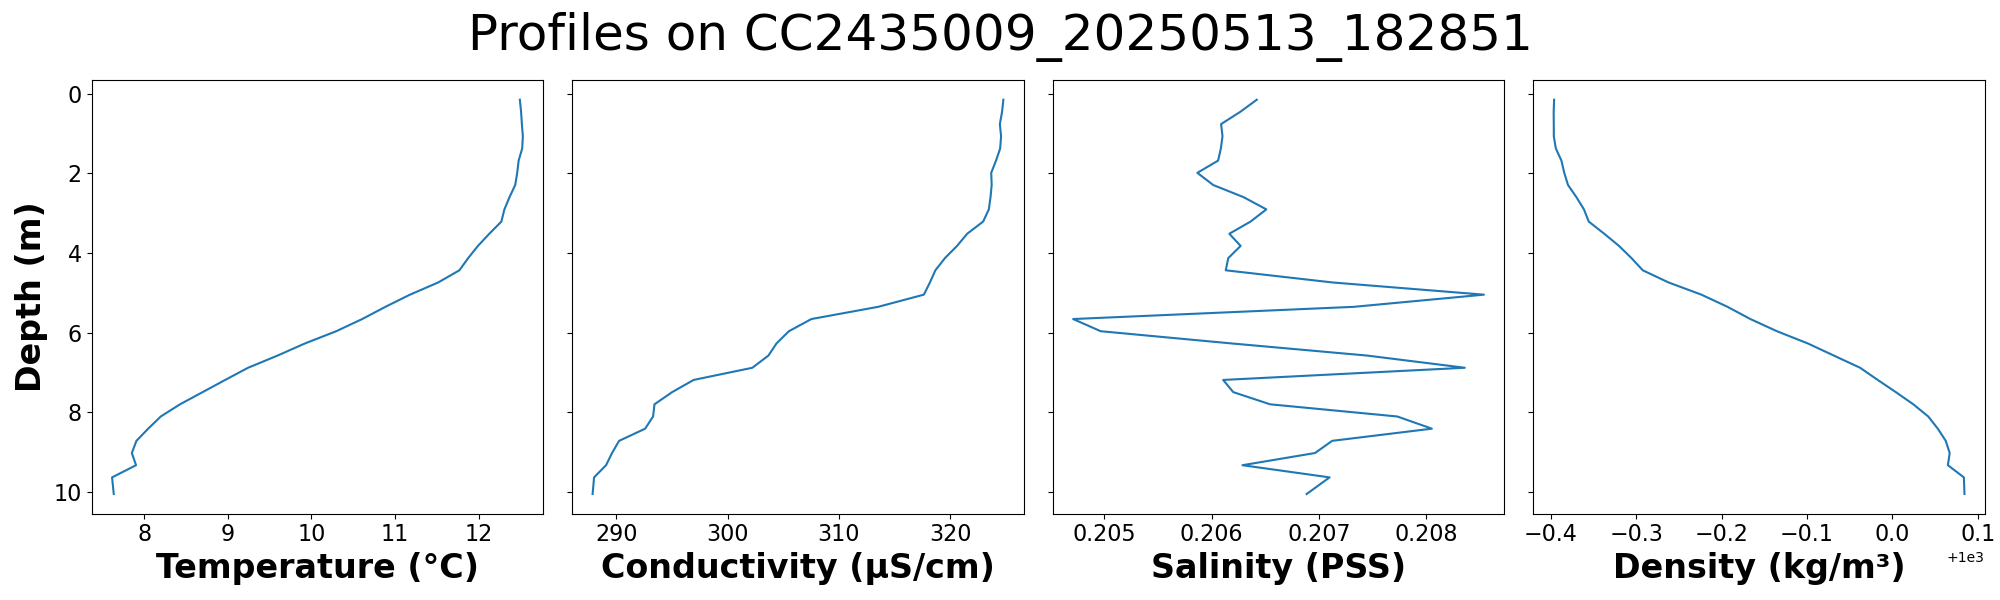 Profiles on CC2435009_20250513_182851
Depth (m)
0
2
4
6
8
10
8 9 10 11 12
Temperature (°C)
290 300 310 320
Conductivity (µS/cm)
0.205 0.206 0.207 0.208
Salinity (PSS)
−0.4 −0.3 −0.2 −0.1 0.0 0.1
+1e3
Density (kg/m³)